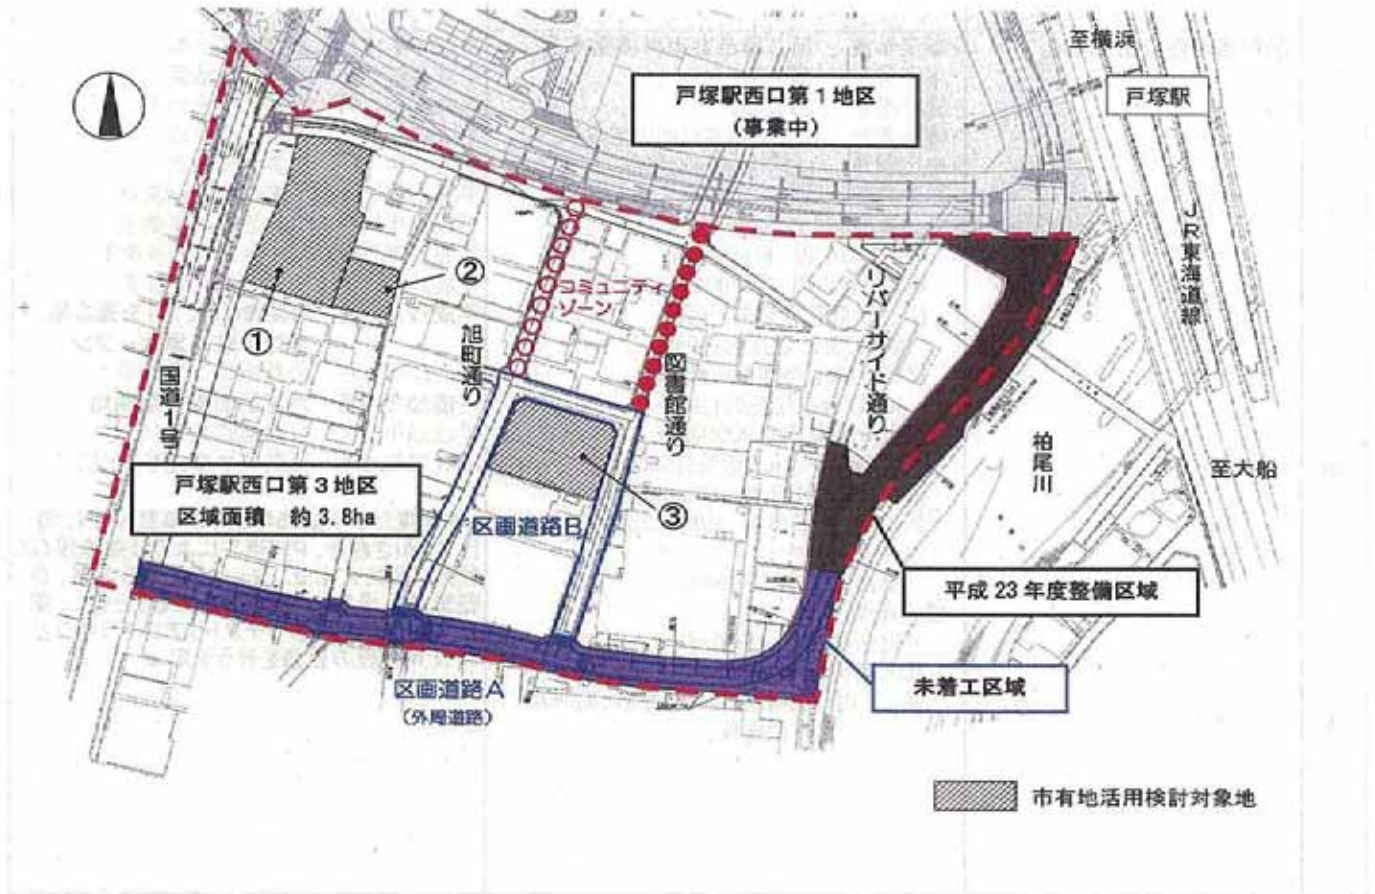 至横浜
戸塚駅
戸塚駅西口第1地区
(事業中)
JR東海道線
リバーサイド通り
②
コミュニティ
ゾーン
①
旭町通り
図書館通り
国道1号
柏尾川
至大船
戸塚駅西口第3地区
区域面積 約3.8ha
③
区画道路B
平成23年度整備区域
未着工区域
区画道路A
(外周道路)
市有地活用検討対象地